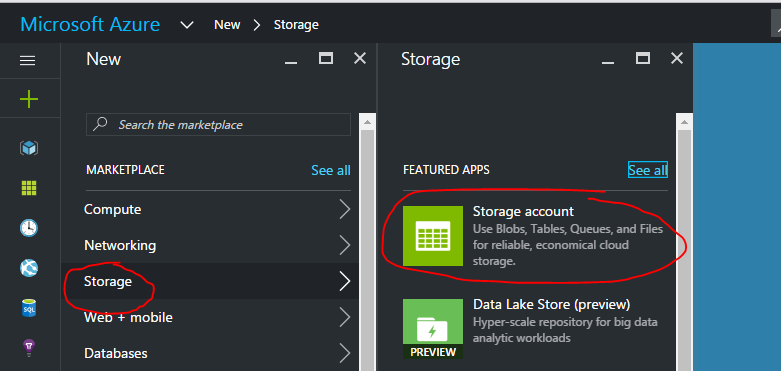 Microsoft Azure New > Storage
New
Search the marketplace
MARKETPLACE See all
Compute
Networking
Storage
Web + mobile
Databases
SQL
Storage
FEATURED APPS See all
Storage account
Use Blobs, Tables, Queues, and Files
for reliable, economical cloud
storage.
Data Lake Store (preview)
Hyper-scale repository for big data
analytic workloads
PREVIEW